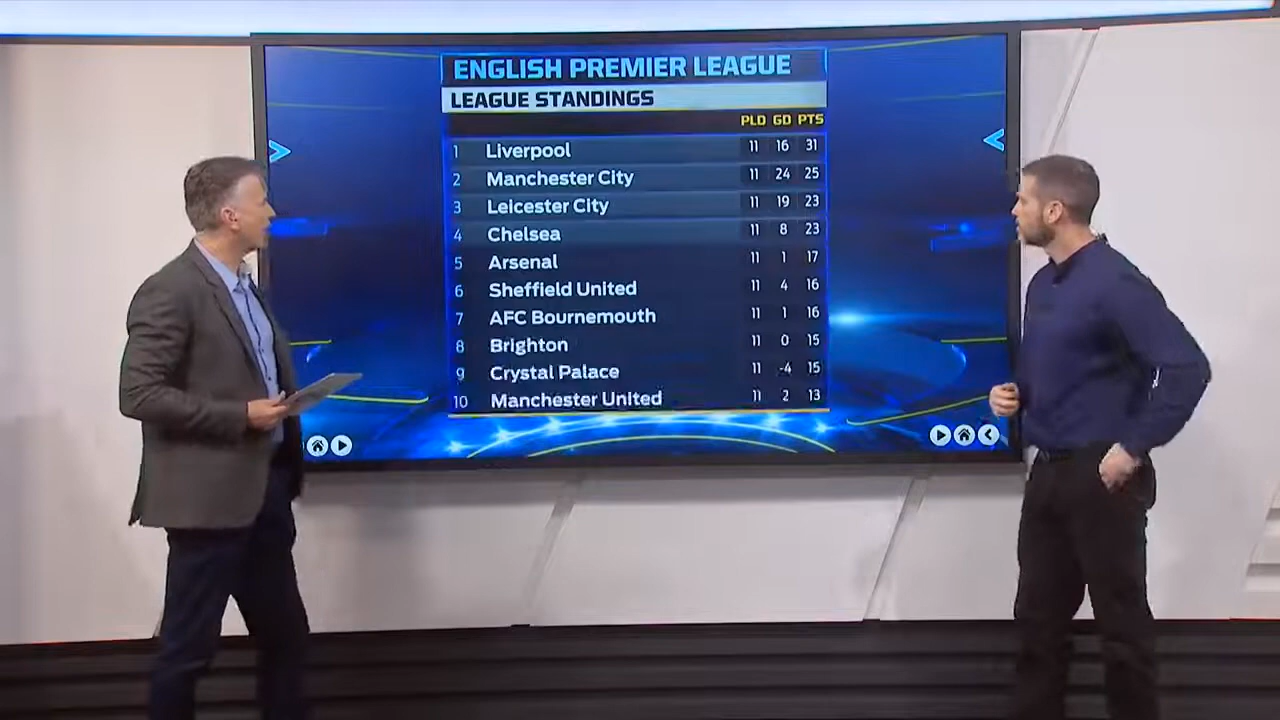 ENGLISH PREMIER LEAGUE
LEAGUE STANDINGS
PLD GD PTS
1 Liverpool 11 16 31
2 Manchester City 11 24 25
3 Leicester City 11 19 23
4 Chelsea 11 8 23
5 Arsenal 11 1 17
6 Sheffield United 11 4 16
7 AFC Bournemouth 11 1 16
8 Brighton 11 0 15
9 Crystal Palace 11 -4 15
10 Manchester United 11 2 13